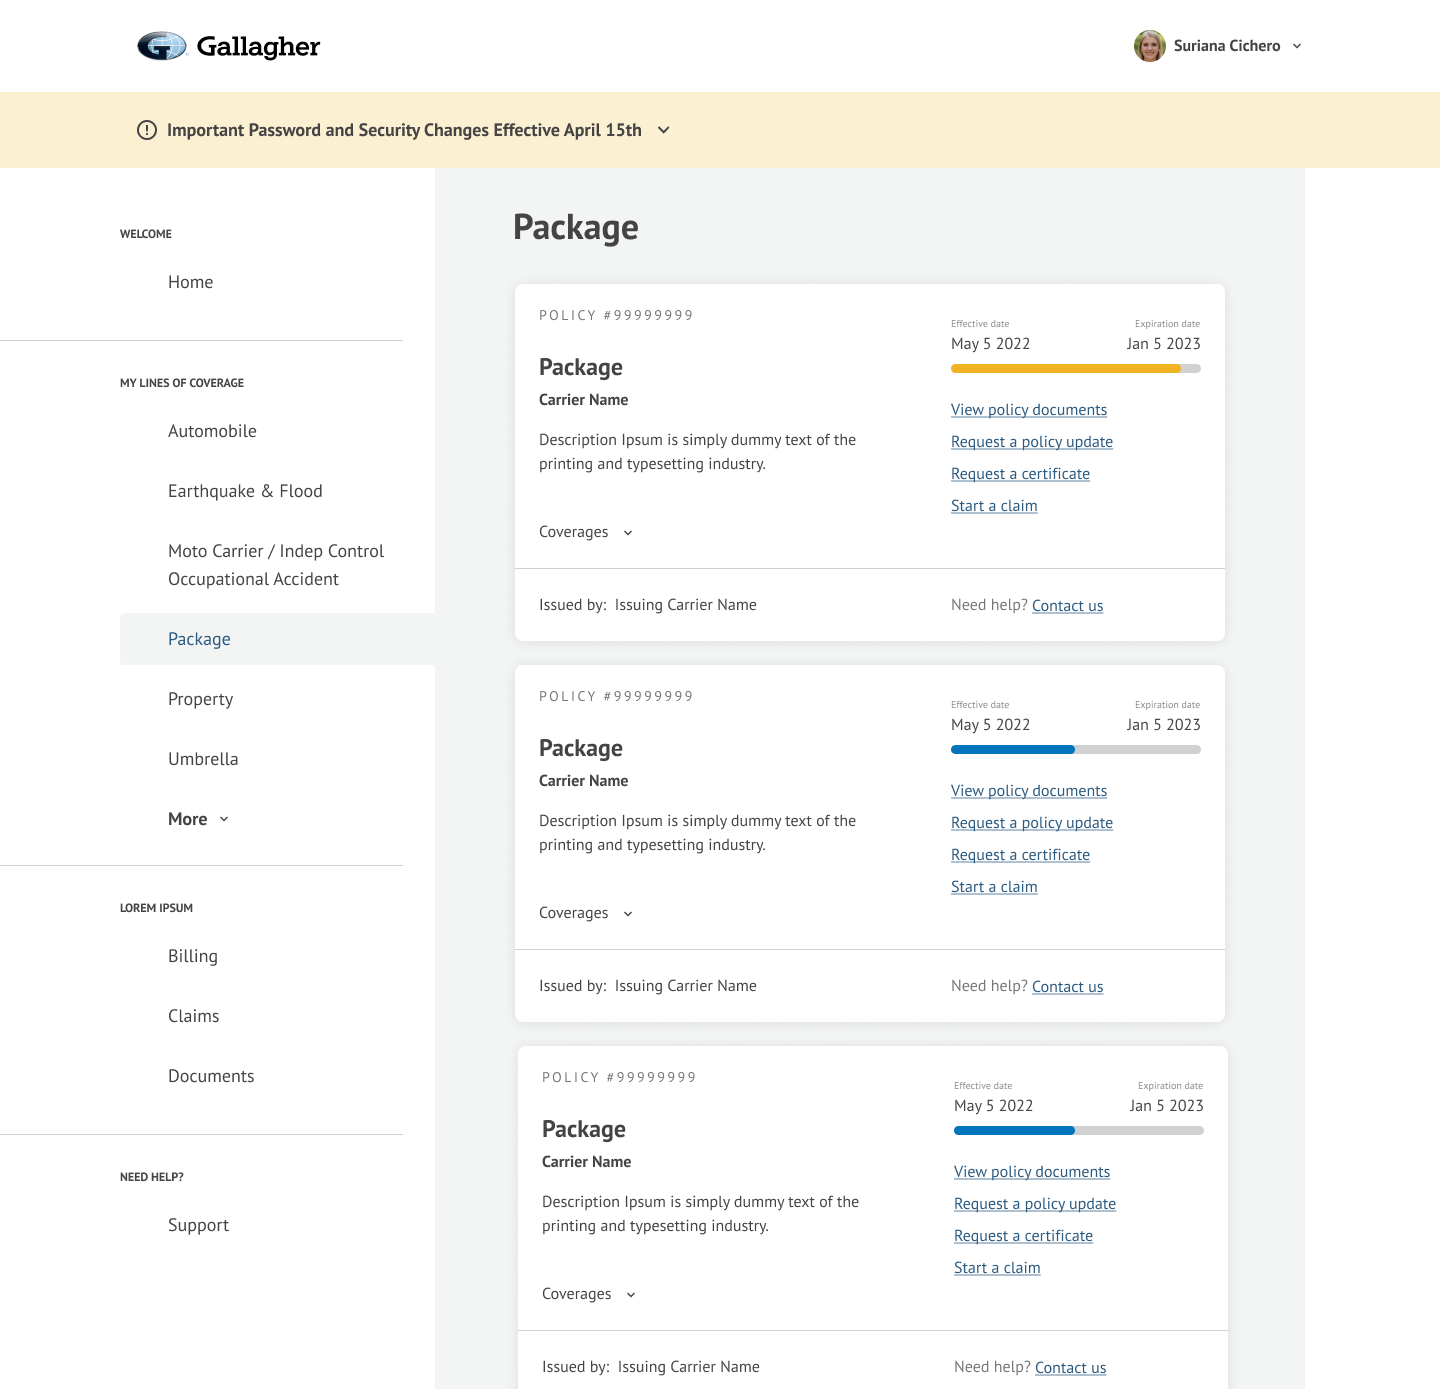 Gallagher
Suriana Cichero
Important Password and Security Changes Effective April 15th
WELCOME
Home
MY LINES OF COVERAGE
Automobile
Earthquake & Flood
Moto Carrier / Indep Control
Occupational Accident
Package
Property
Umbrella
More
LOREM IPSUM
Billing
Claims
Documents
NEED HELP?
Support
Package
POLICY #99999999
Package
Carrier Name
Description Ipsum is simply dummy text of the
printing and typesetting industry.
Coverages
Effective date
Expiration date
May 5 2022
Jan 5 2023
View policy documents
Request a policy update
Request a certificate
Start a claim
Issued by: Issuing Carrier Name
Need help? Contact us
POLICY #99999999
Package
Carrier Name
Description Ipsum is simply dummy text of the
printing and typesetting industry.
Coverages
Effective date
Expiration date
May 5 2022
Jan 5 2023
View policy documents
Request a policy update
Request a certificate
Start a claim
Issued by: Issuing Carrier Name
Need help? Contact us
POLICY #99999999
Package
Carrier Name
Description Ipsum is simply dummy text of the
printing and typesetting industry.
Coverages
Effective date
Expiration date
May 5 2022
Jan 5 2023
View policy documents
Request a policy update
Request a certificate
Start a claim
Issued by: Issuing Carrier Name
Need help? Contact us